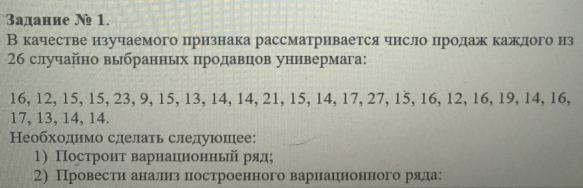 Задание № 1.
В качестве изучаемого признака рассматривается число продаж каждого из
26 случайно выбранных продавцов универмага:
16, 12, 15, 15, 23, 9, 15, 13, 14, 14, 21, 15, 14, 17, 27, 15, 16, 12, 16, 19, 14, 16,
17, 13, 14, 14.
Необходимо сделать следующее:
1) Построит вариационный ряд;
2) Провести анализ построенного вариационного ряда: